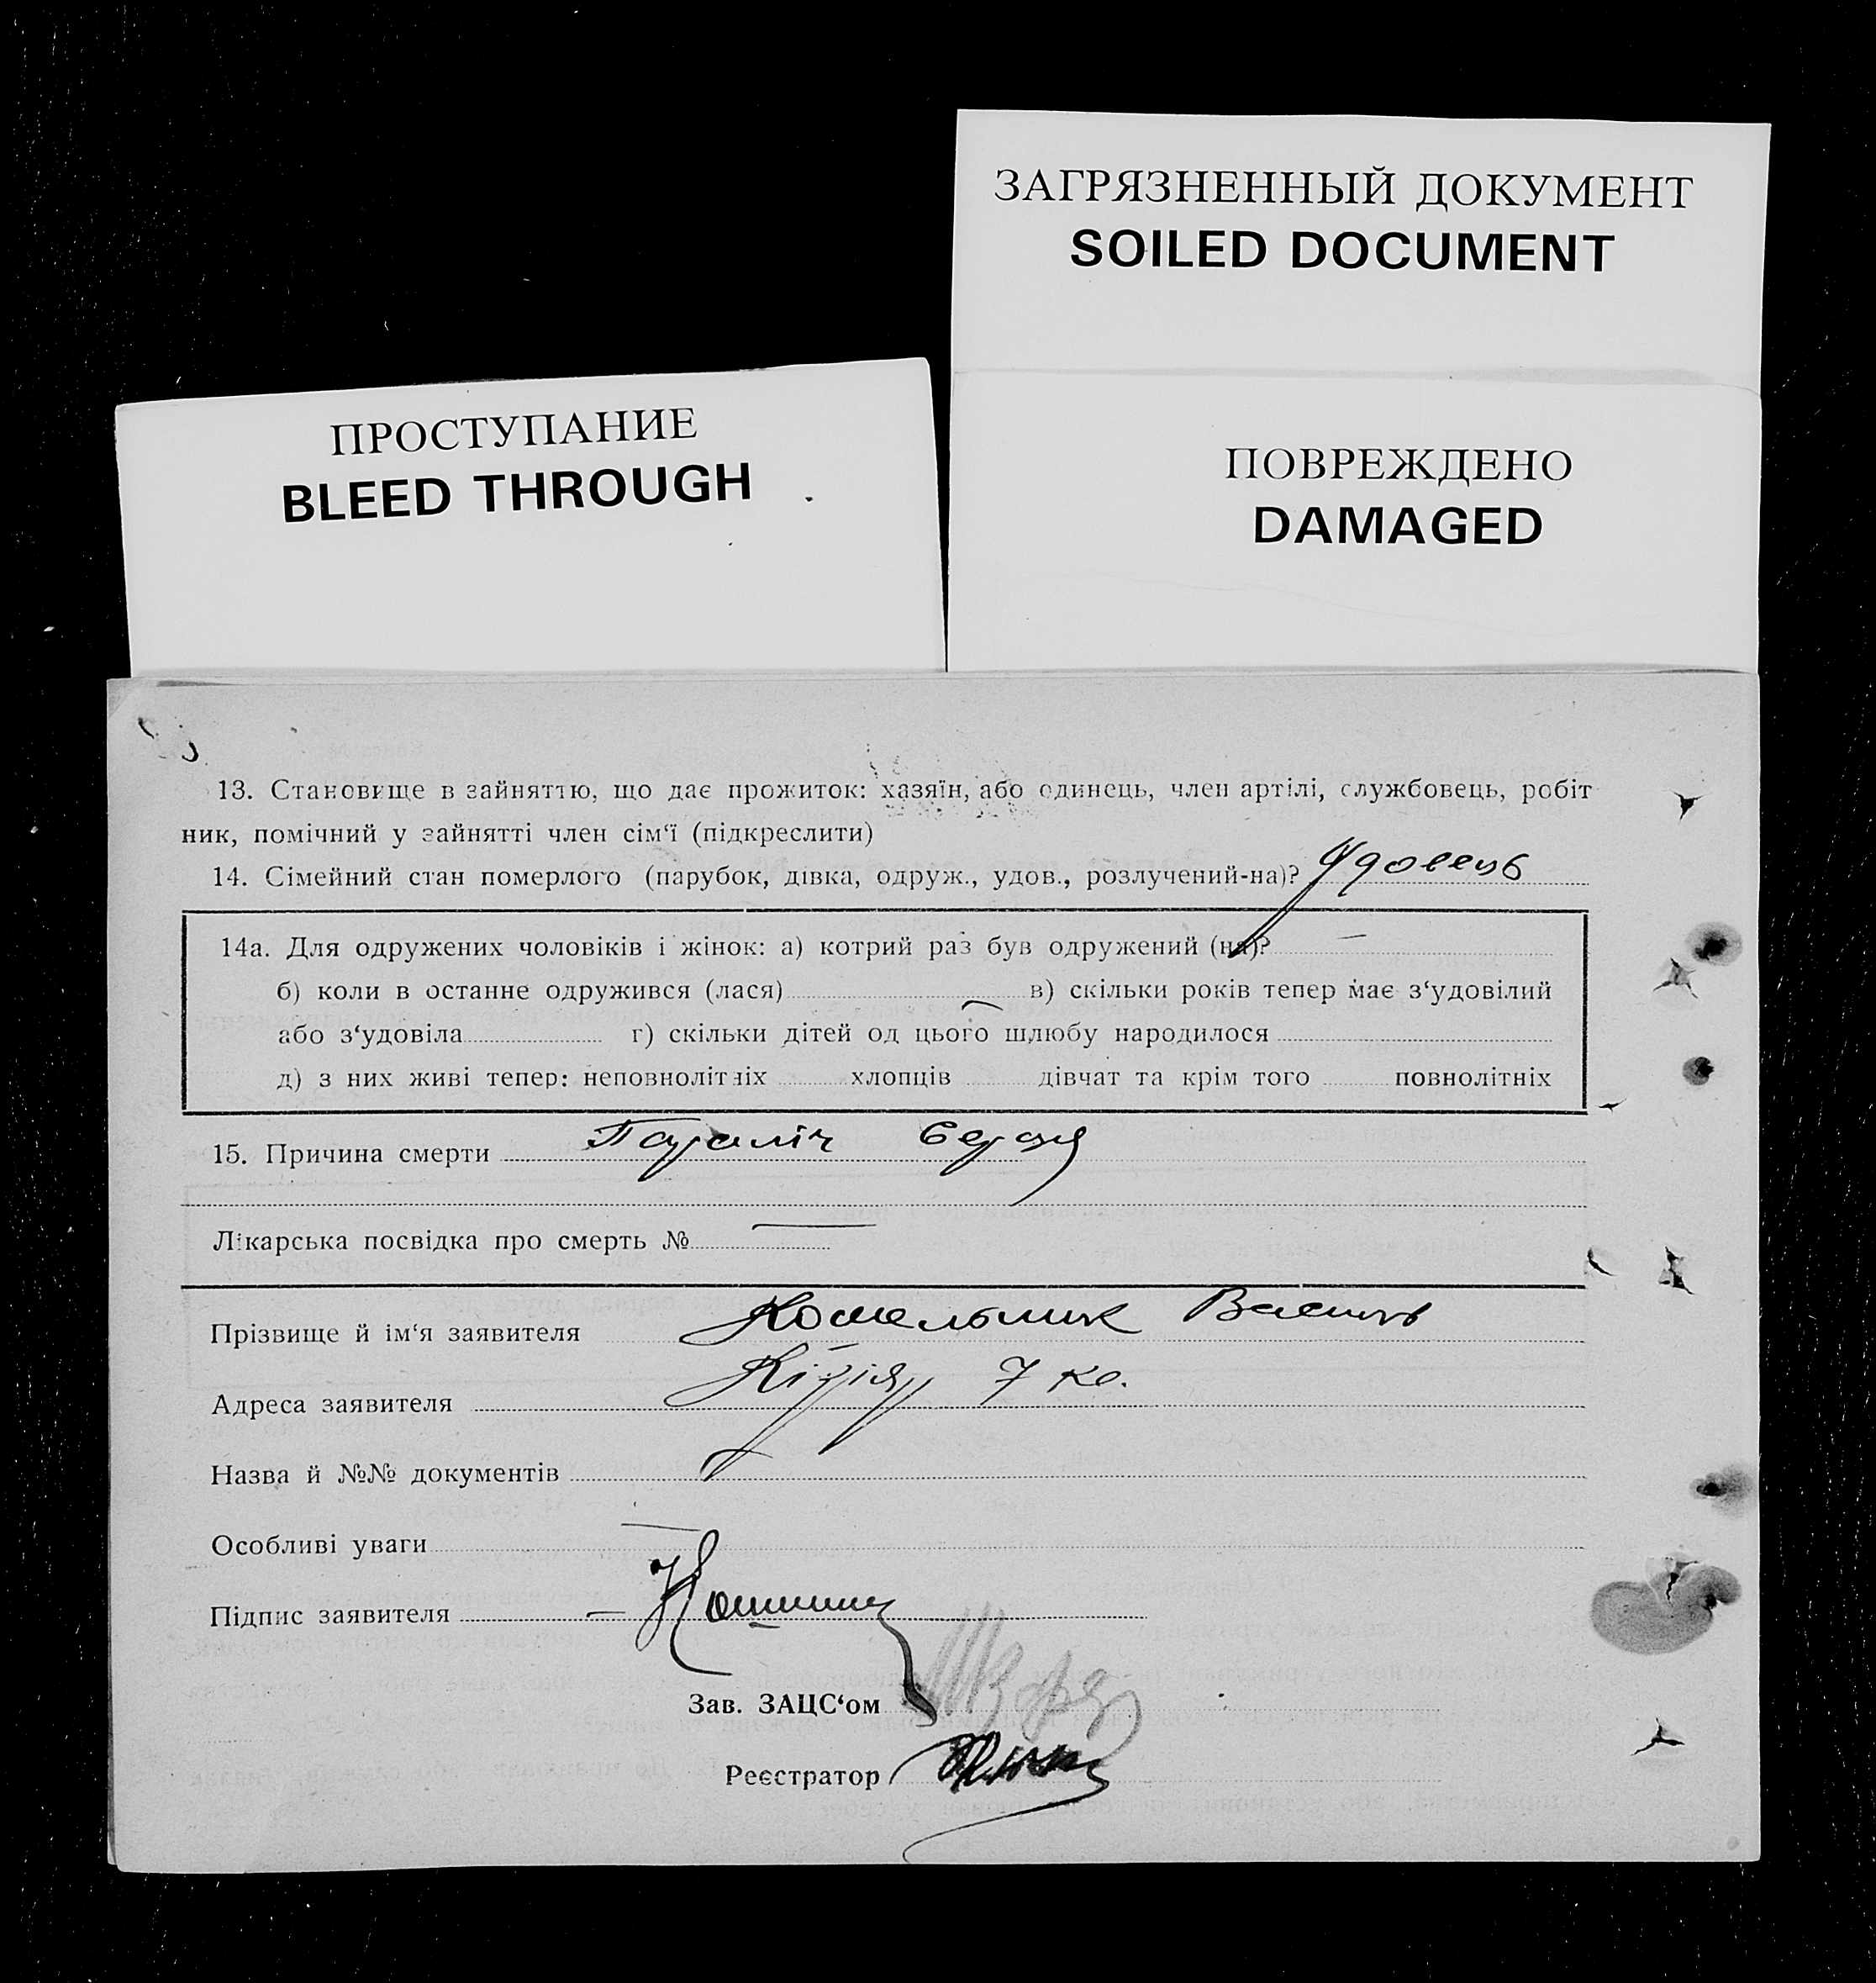 ЗАГРЯЗНЕННЫЙ ДОКУМЕНТ
SOILED DOCUMENT
ПРОСТУПАНИЕ
BLEED THROUGH
ПОВРЕЖДЕНО
DAMAGED
13. Становище в зайняттю, що дає прожиток: хазяїн, або одинець, член артілі, службовець, робіт
ник, помічний у зайнятті член сім‘ї (підкреслити)
14. Сімейний стан померлого (парубок, дівка, одруж., удов., розлучений-на)? Удовець
14а. Для одружених чоловіків і жінок: а) котрий раз був одружений (на)? —
б) коли в останне одружився (лася) в) скільки років тепер має з‘удовілий
або з‘удовіла г) скільки дітей од цього шлюбу народилося
д) з них живі тепер: неповнолітніх хлопців дівчат та крім того повнолітніх
15. Причина смерти Параліч Серця
Лікарська посвідка про смерть № —
Прізвище й ім‘я заявителя Кошельник Василь
Адреса заявителя 7 кв.
Назва й №№ документів
Особливі уваги —
Підпис заявителя —
Зав. ЗАЦС‘ом
Реєстратор